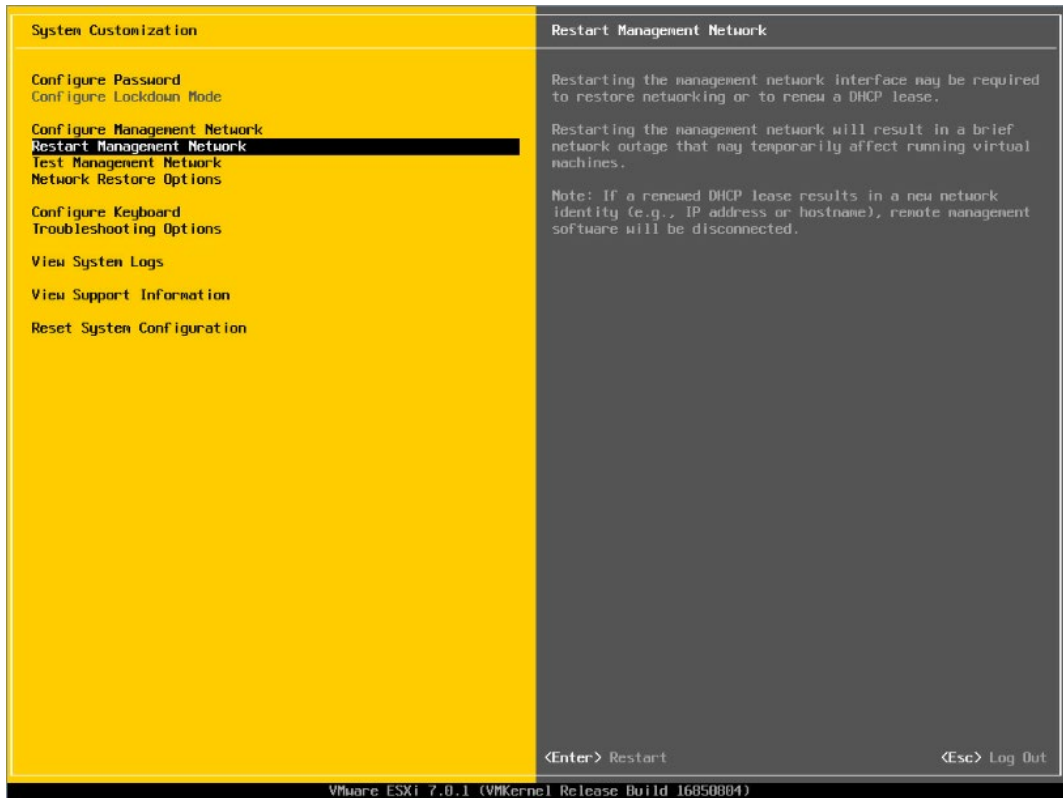 System Customization
Configure Password
Configure Lockdown Mode
Configure Management Network
Restart Management Network
Test Management Network
Network Restore Options
Configure Keyboard
Troubleshooting Options
View System Logs
View Support Information
Reset System Configuration
Restart Management Network
Restarting the management network interface may be required
to restore networking or to renew a DHCP lease.
Restarting the management network will result in a brief
network outage that may temporarily affect running virtual
machines.
Note: If a renewed DHCP lease results in a new network
identity (e.g., IP address or hostname), remote management
software will be disconnected.
<Enter> Restart
<Esc> Log Out
VMware ESXi 7.0.1 (VMKernel Release Build 16850804)